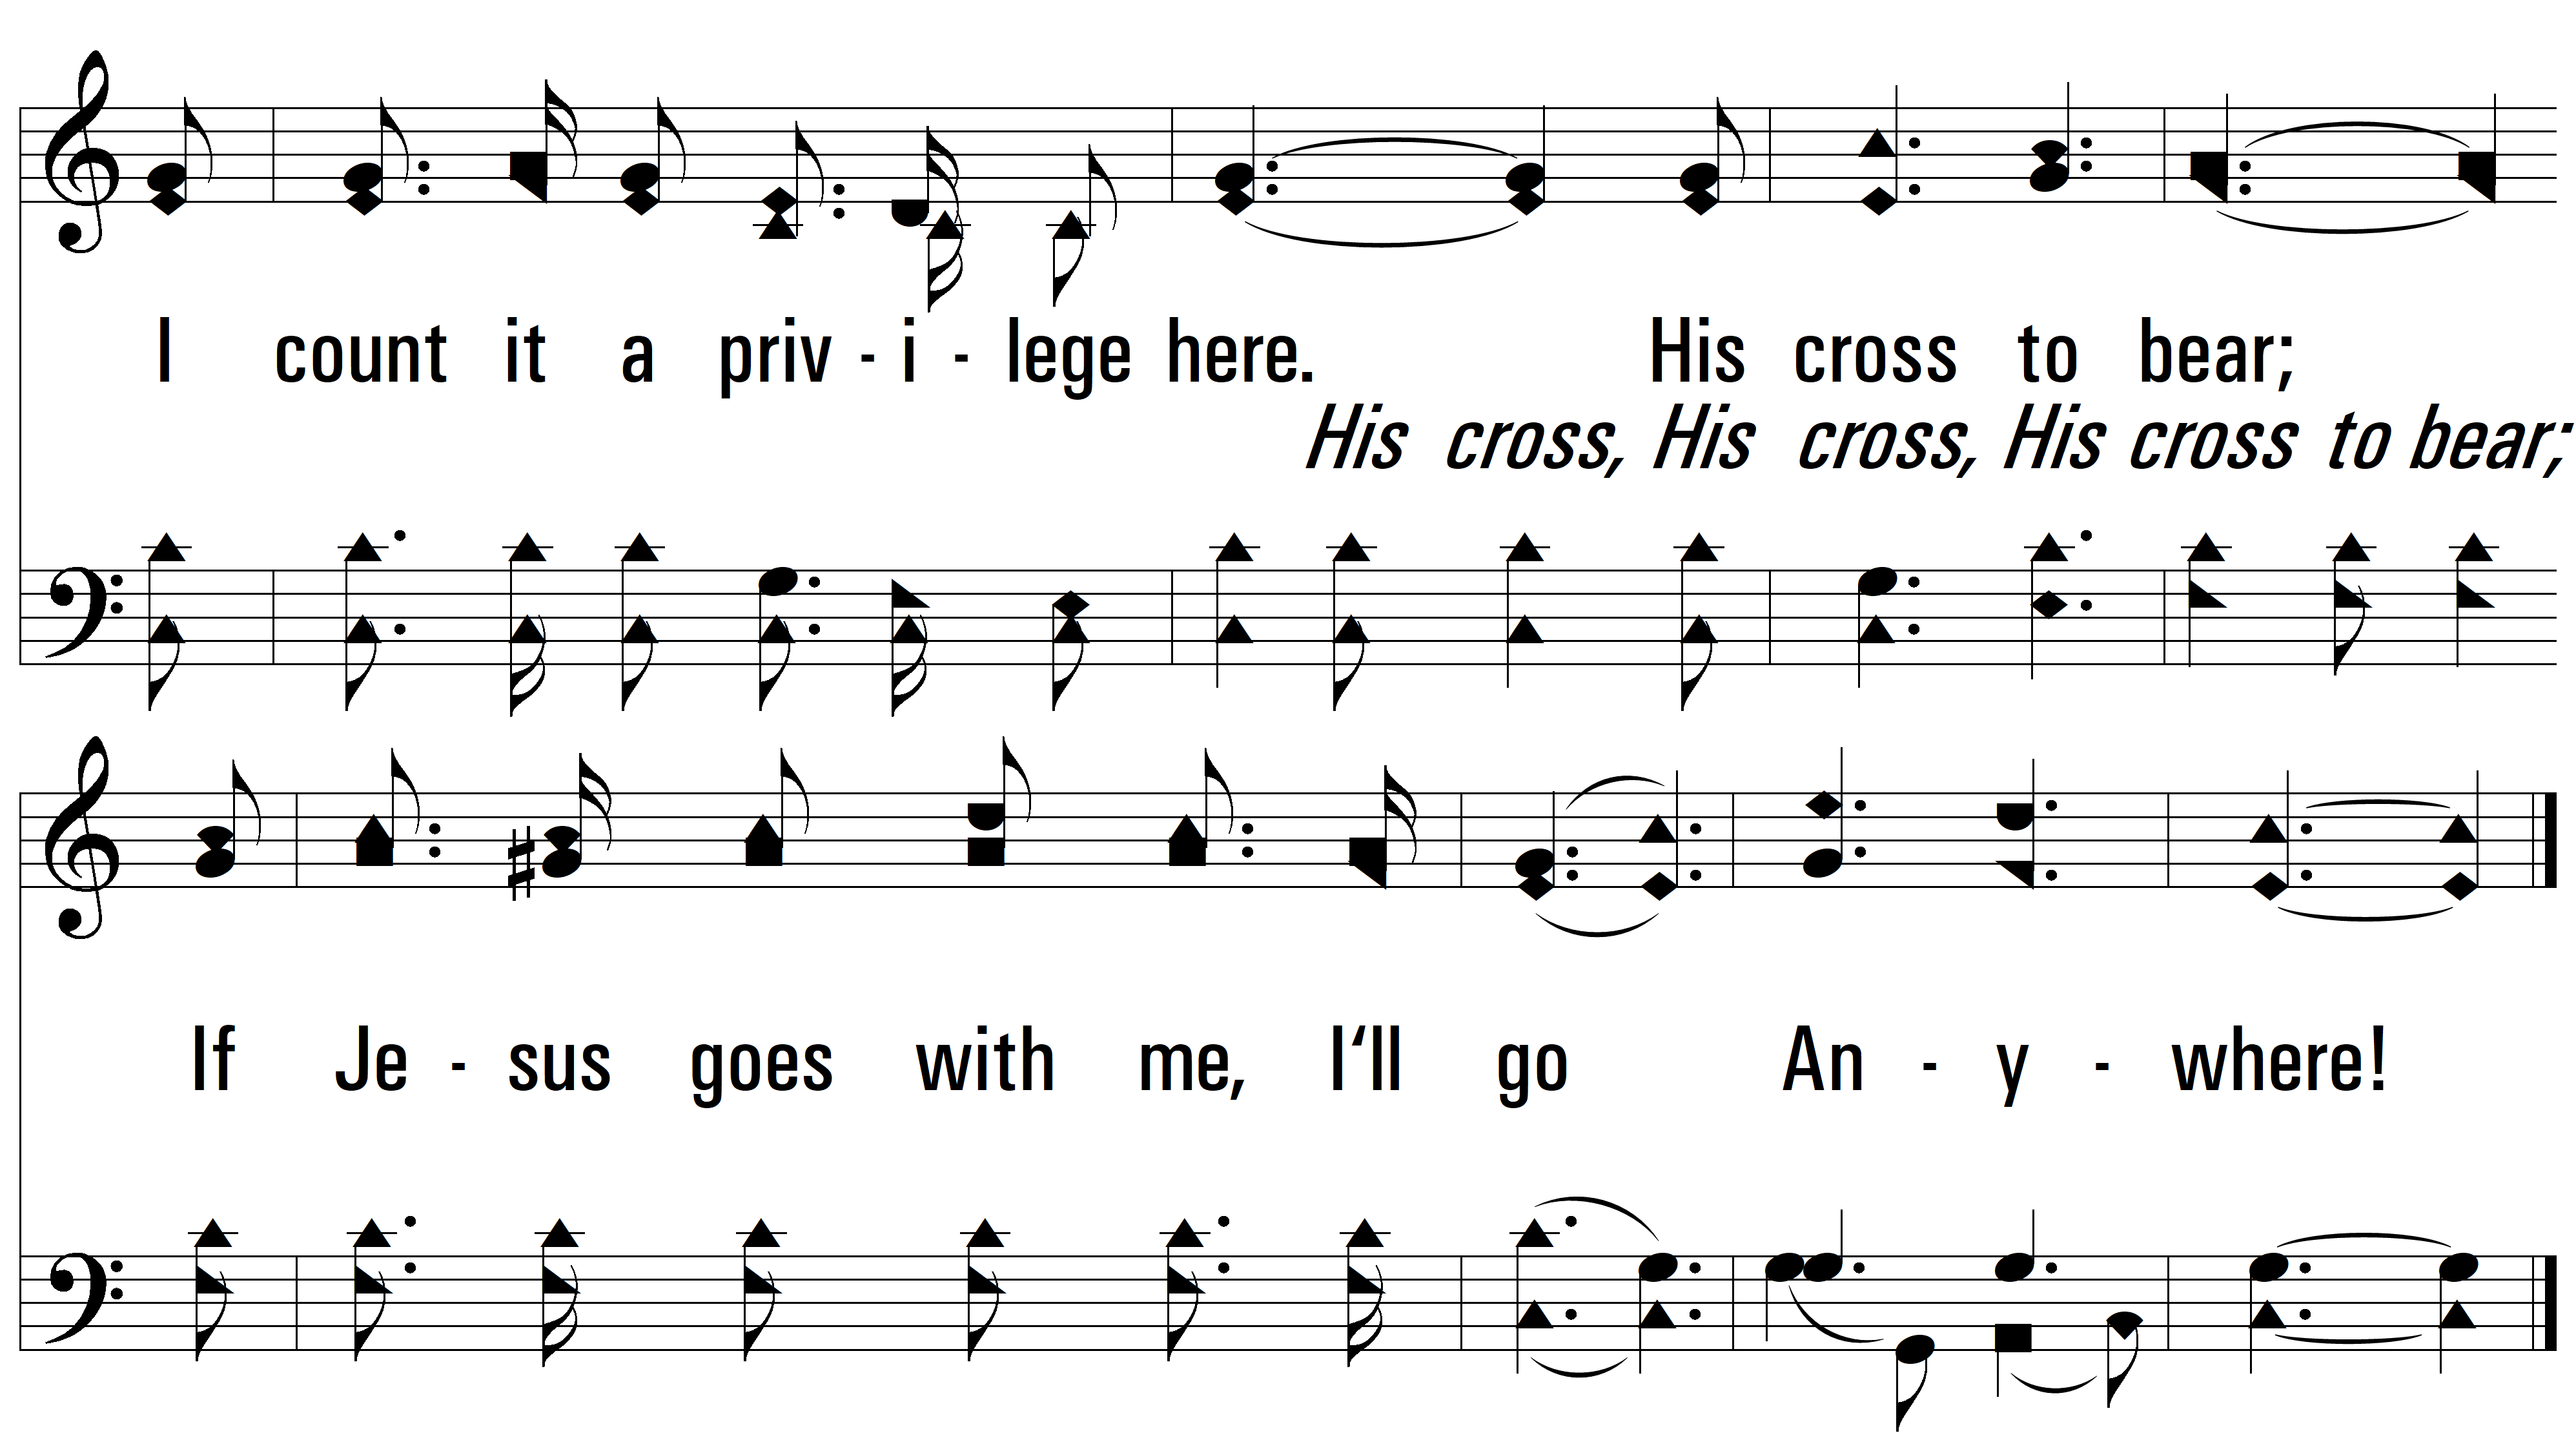 I count it a priv - i - lege here. His cross to bear;
His cross, His cross, His cross to bear;
If Je - sus goes with me, I‘ll go An - y - where!